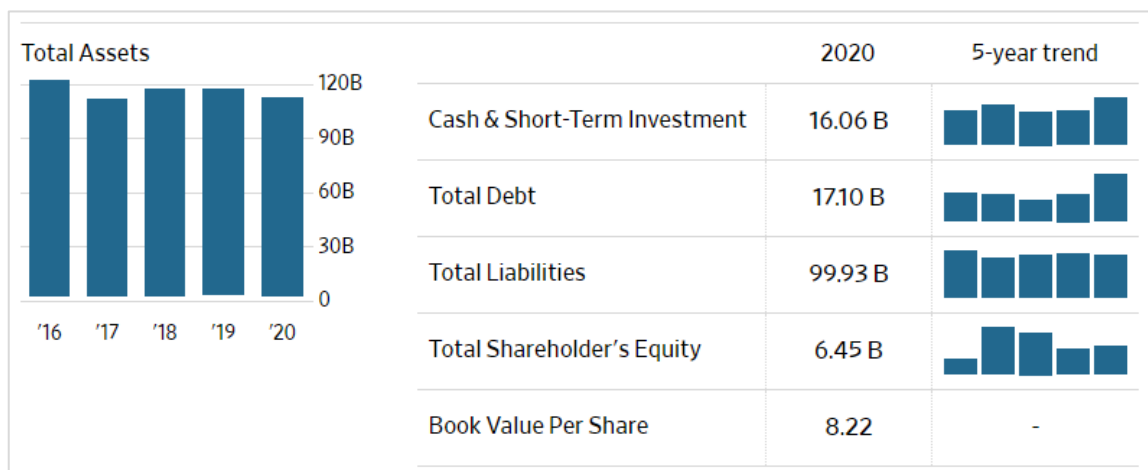 Total Assets
120B
90B
60B
30B
0
'16 '17 '18 '19 '20
2020 5-year trend
Cash & Short-Term Investment 16.06 B
Total Debt 17.10 B
Total Liabilities 99.93 B
Total Shareholder's Equity 6.45 B
Book Value Per Share 8.22 -